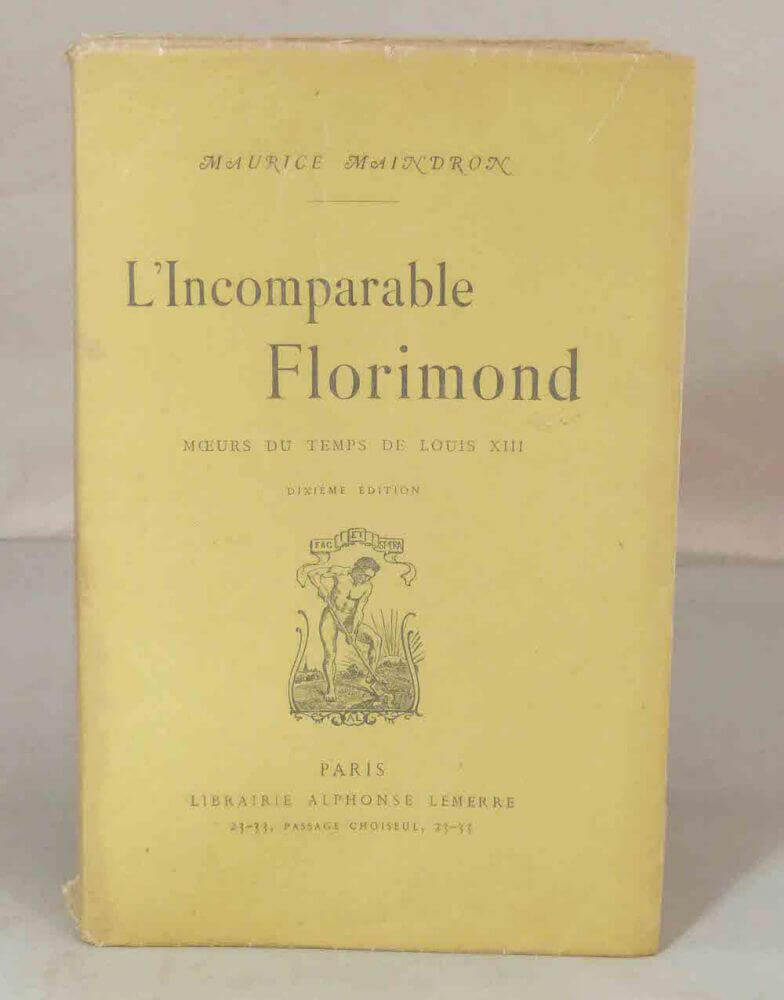 MAURICE MAINDRON
L'Incomparable
Florimond
MŒURS DU TEMPS DE LOUIS XIII
DIXIÈME ÉDITION
FAC ET SPERA
AL
PARIS
LIBRAIRIE ALPHONSE LEMERRE
23-33, PASSAGE CHOISEUL, 23-33